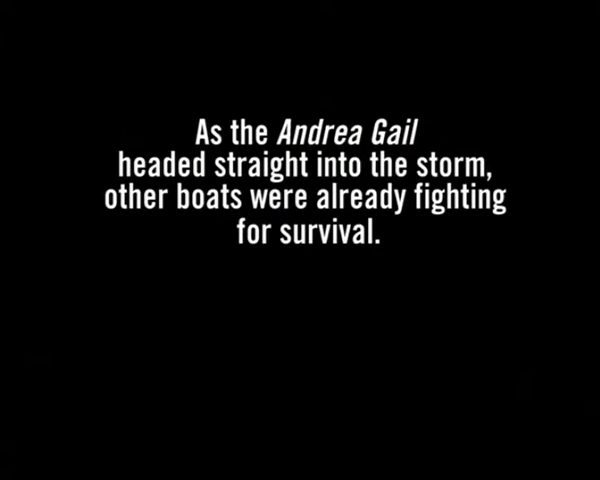 As the Andrea Gail
headed straight into the storm,
other boats were already fighting
for survival.